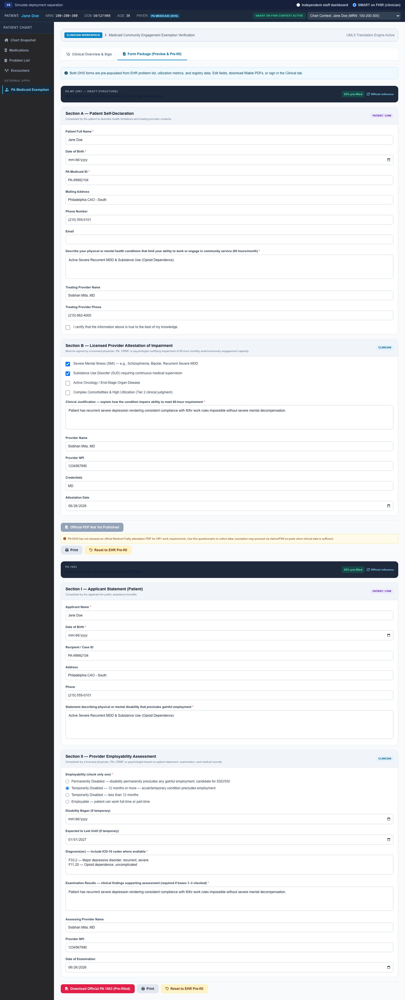 V4 Simulate deployment separation
Independent staff dashboard SMART on FHIR (clinician)
PATIENT: Jane Doe MRN: 100-200-300 DOB: 04/12/1988 AGE: 38 PAYER: PA MEDICAID (DHS)
SMART ON FHIR CONTEXT ACTIVE Chart Context: Jane Doe (MRN: 100-200-300)
PATIENT CHART
Chart Snapshot
Medications
Problem List
Encounters
EXTERNAL APPS
PA Medicaid Exemption
CLINICIAN WORKSPACE Medicaid Community Engagement Exemption Verification
UMLS Translation Engine Active
Clinical Overview & Sign
Form Package (Preview & Pre-fill)
Both DHS forms are pre-populated from EHR problem list, utilization metrics, and registry data. Edit fields, download fillable PDFs, or sign in the Clinical tab.
PA MF (HR1 — DRAFT STRUCTURE)
Medical Frailty Self-Declaration & Provider Attestation
93% pre-filled Official reference
Section A — Patient Self-Declaration
Completed by the patient to describe health limitations and treating provider contacts.
PATIENT / CHW
Patient Full Name *
Jane Doe
Date of Birth *
mm/dd/yyyy
PA Medicaid ID *
PA-99882104
Mailing Address
Philadelphia CAO - South
Phone Number
(215) 555-0101
Email
Describe your physical or mental health conditions that limit your ability to work or engage in community service (80 hours/month) *
Active Severe Recurrent MDD & Substance Use (Opioid Dependence)
Treating Provider Name
Siobhan Mita, MD
Treating Provider Phone
(215) 662-4000
I certify that the information above is true to the best of my knowledge.
Section B — Licensed Provider Attestation of Impairment
Must be signed by a licensed physician, PA, CRNP, or psychologist certifying impairment of 80-hour monthly work/community engagement capacity.
CLINICIAN
Severe Mental Illness (SMI) — e.g., Schizophrenia, Bipolar, Recurrent Severe MDD
Substance Use Disorder (SUD) requiring continuous medical supervision
Active Oncology / End-Stage Organ Disease
Complex Comorbidities & High Utilization (Tier 2 clinical judgment)
Clinical Justification — explain how the condition impairs ability to meet 80-hour requirement *
Patient has recurrent severe depression rendering consistent compliance with 80hr work rules impossible without severe mental decompensation.
Provider Name
Siobhan Mita, MD
Provider NPI
1234567890
Credentials
MD
Attestation Date
06/26/2026
Official PDF Not Yet Published
PA DHS has not released an official Medical Frailty attestation PDF for HR1 work requirements. Use this questionnaire to collect data; exemption may proceed via claims/P3N ex-parte when clinical data is sufficient.
Print
Reset to EHR Pre-fill
PA 1663
Employability Assessment Form (PA 1663)
93% pre-filled Official reference
Section I — Applicant Statement (Patient)
Completed by the applicant for public assistance benefits.
PATIENT / CHW
Applicant Name *
Jane Doe
Date of Birth *
mm/dd/yyyy
Recipient / Case ID
PA-99882104
Address
Philadelphia CAO - South
Phone
(215) 555-0101
Statement describing physical or mental disability that precludes gainful employment *
Active Severe Recurrent MDD & Substance Use (Opioid Dependence)
Section II — Provider Employability Assessment
Completed by a licensed physician, PA, CRNP, or psychologist based on patient statement, examination, and medical records.
CLINICIAN
Employability (check only one) *
Permanently Disabled — disability permanently precludes any gainful employment; candidate for SSD/SSI
Temporarily Disabled — 12 months or more — acute/temporary condition precludes employment
Temporarily Disabled — less than 12 months
Employable — patient can work full-time or part-time
Disability Began (if temporary)
mm/dd/yyyy
Expected to Last Until (if temporary)
01/01/2027
Diagnosis(es) — include ICD-10 codes where available *
F33.2 — Major depressive disorder, recurrent, severe
F11.20 — Opioid dependence, uncomplicated
Examination Results — clinical findings supporting assessment (required if boxes 1–3 checked) *
Patient has recurrent severe depression rendering consistent compliance with 80hr work rules impossible without severe mental decompensation.
Assessing Provider Name
Siobhan Mita, MD
Provider NPI
1234567890
Date of Examination
06/26/2026
Download Official PA 1663 (Pre-filled)
Print
Reset to EHR Pre-fill